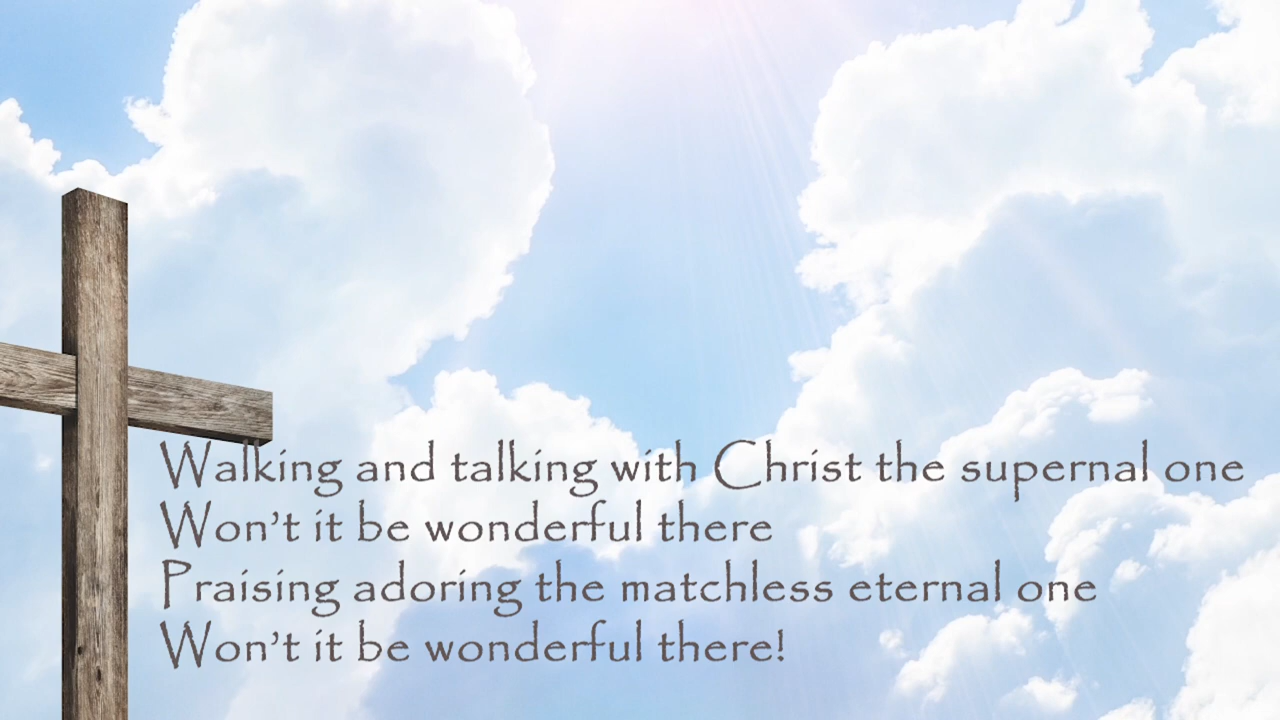 Walking and talking with Christ the supernal one
Won't it be wonderful there
Praising adoring the matchless eternal one
Won't it be wonderful there!